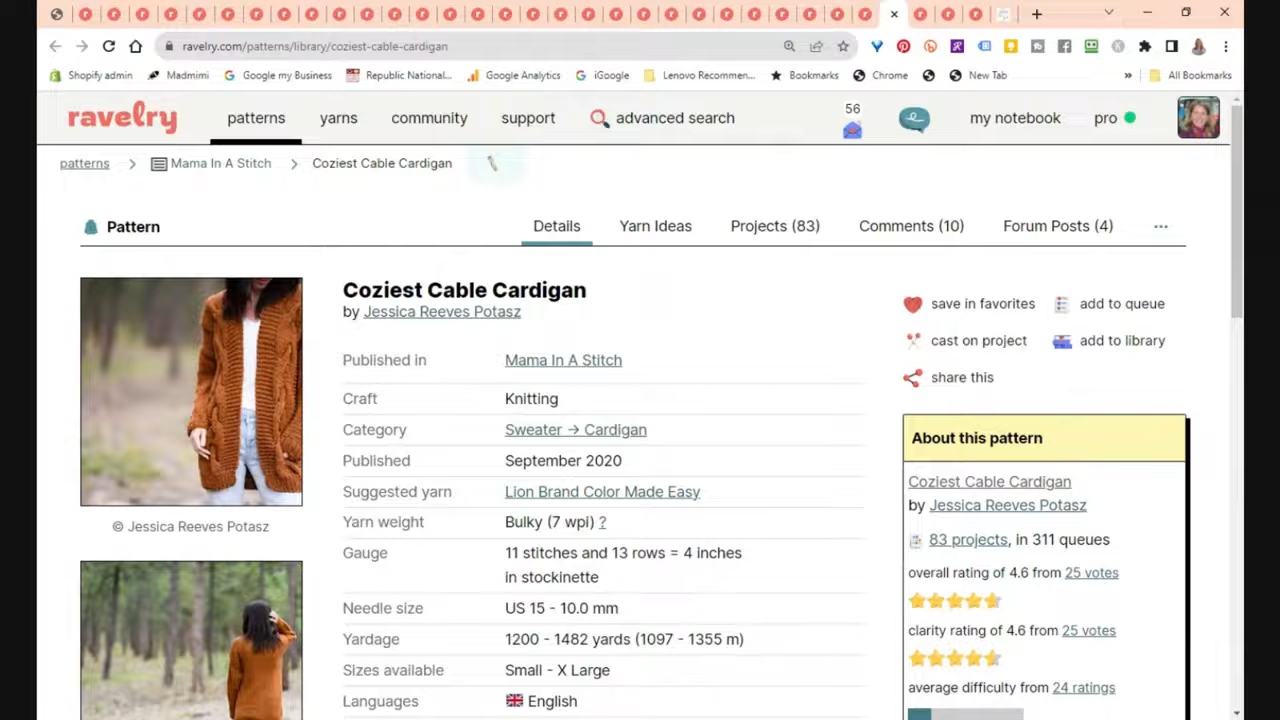 ravelry.com/patterns/library/coziest-cable-cardigan
Shopify admin
Madmimi
Google my Business
Republic National...
Google Analytics
iGoogle
Lenovo Recommen...
Bookmarks
Chrome
New Tab
»
All Bookmarks
ravelry
patterns
yarns
community
support
advanced search
56
my notebook
pro
patterns
Mama In A Stitch
Coziest Cable Cardigan
Pattern
Details
Yarn Ideas
Projects (83)
Comments (10)
Forum Posts (4)
Coziest Cable Cardigan
by Jessica Reeves Potasz
Published in Mama In A Stitch
Craft Knitting
Category Sweater → Cardigan
Published September 2020
Suggested yarn Lion Brand Color Made Easy
Yarn weight Bulky (7 wpi) ?
Gauge 11 stitches and 13 rows = 4 inches
in stockinette
Needle size US 15 - 10.0 mm
Yardage 1200 - 1482 yards (1097 - 1355 m)
Sizes available Small - X Large
Languages English
© Jessica Reeves Potasz
save in favorites
add to queue
cast on project
add to library
share this
About this pattern
Coziest Cable Cardigan
by Jessica Reeves Potasz
83 projects, in 311 queues
overall rating of 4.6 from 25 votes
clarity rating of 4.6 from 25 votes
average difficulty from 24 ratings